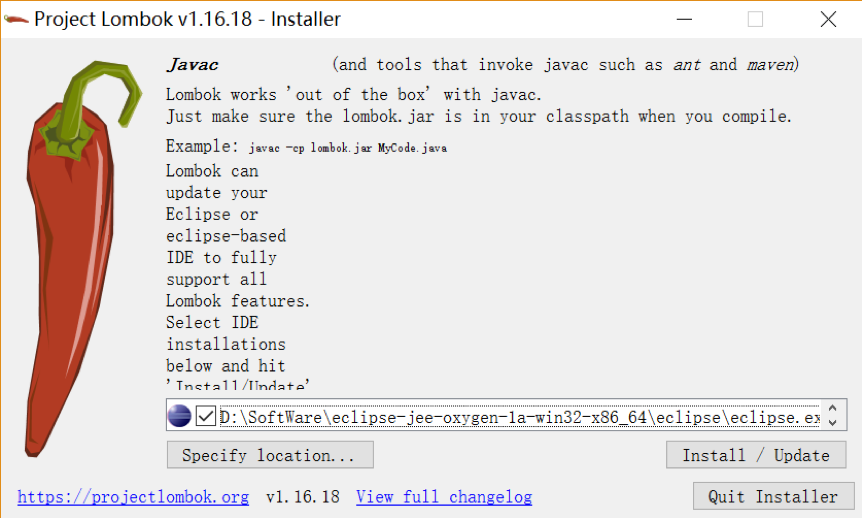 Project Lombok v1.16.18 - Installer
Javac (and tools that invoke javac such as ant and maven)
Lombok works 'out of the box' with javac.
Just make sure the lombok.jar is in your classpath when you compile.
Example: javac -cp lombok.jar MyCode.java
Lombok can
update your
Eclipse or
eclipse-based
IDE to fully
support all
Lombok features.
Select IDE
installations
below and hit
'Install/Update'
D:\SoftWare\eclipse-jee-oxygen-1a-win32-x86_64\eclipse\eclipse.ex
Specify location... Install / Update
https://projectlombok.org v1.16.18 View full changelog Quit Installer